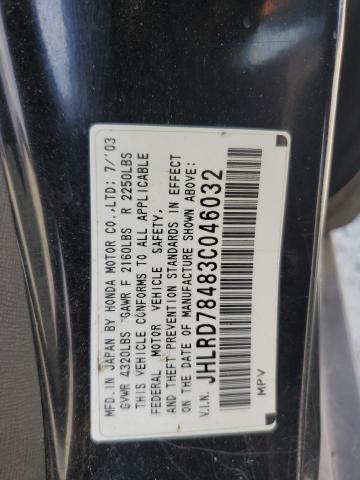 MFD. IN JAPAN BY HONDA MOTOR CO.,LTD; 7/'03
GVWR 4320LBS GAWR F 2160LBS R 2250LBS
THIS VEHICLE CONFORMS TO ALL APPLICABLE
FEDERAL MOTOR VEHICLE SAFETY,
AND THEFT PREVENTION STANDARDS IN EFFECT
ON THE DATE OF MANUFACTURE SHOWN ABOVE:
V.I.N. JHLRD78483C046032
MPV